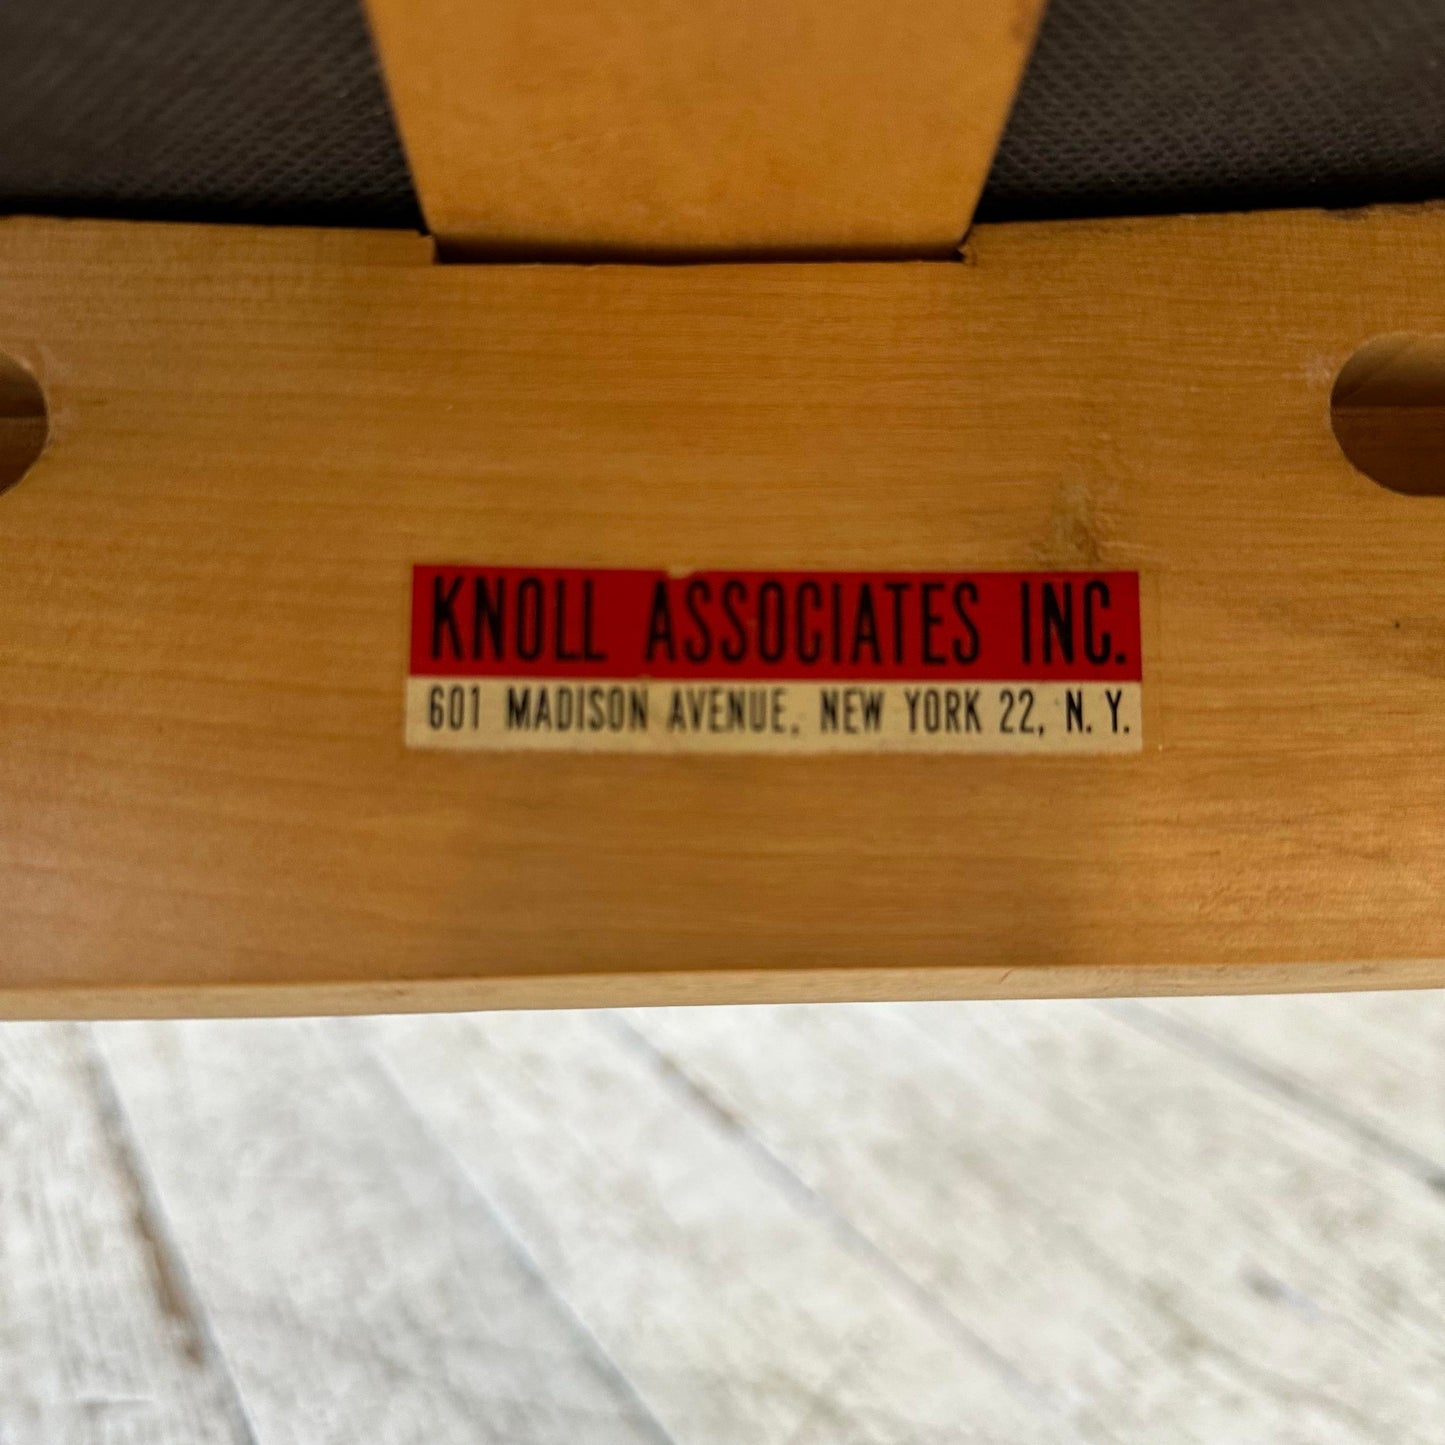 KNOLL ASSOCIATES INC.
601 MADISON AVENUE, NEW YORK 22, N. Y.